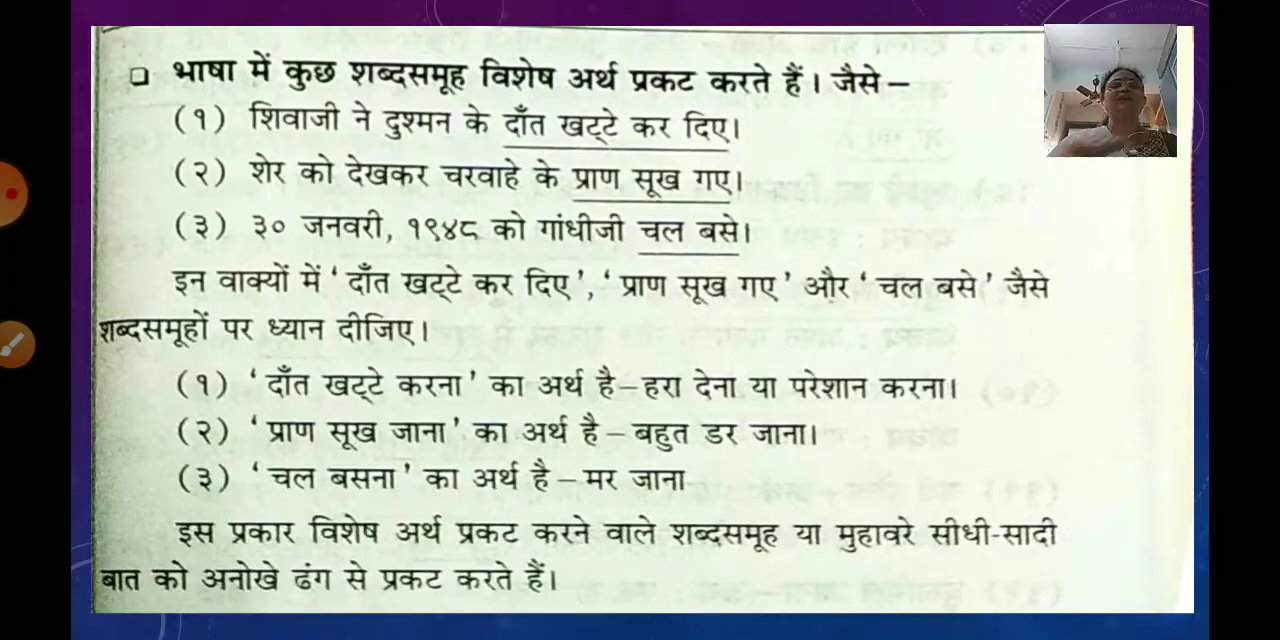 ❑ भाषा में कुछ शब्दसमूह विशेष अर्थ प्रकट करते हैं। जैसे –
(१) शिवाजी ने दुश्मन के दाँत खट्‌टे कर दिए।
(२) शेर को देखकर चरवाहे के प्राण सूख गए।
(३) ३० जनवरी, १९४८ को गांधीजी चल बसे।
इन वाक्यों में ‘दाँत खट्‌टे कर दिए’, ‘प्राण सूख गए’ और ‘चल बसे’ जैसे
शब्दसमूहों पर ध्यान दीजिए।
(१) ‘दाँत खट्‌टे करना’ का अर्थ है – हरा देना या परेशान करना।
(२) ‘प्राण सूख जाना’ का अर्थ है – बहुत डर जाना।
(३) ‘चल बसना’ का अर्थ है – मर जाना
इस प्रकार विशेष अर्थ प्रकट करने वाले शब्दसमूह या मुहावरे सीधी-सादी
बात को अनोखे ढंग से प्रकट करते हैं।